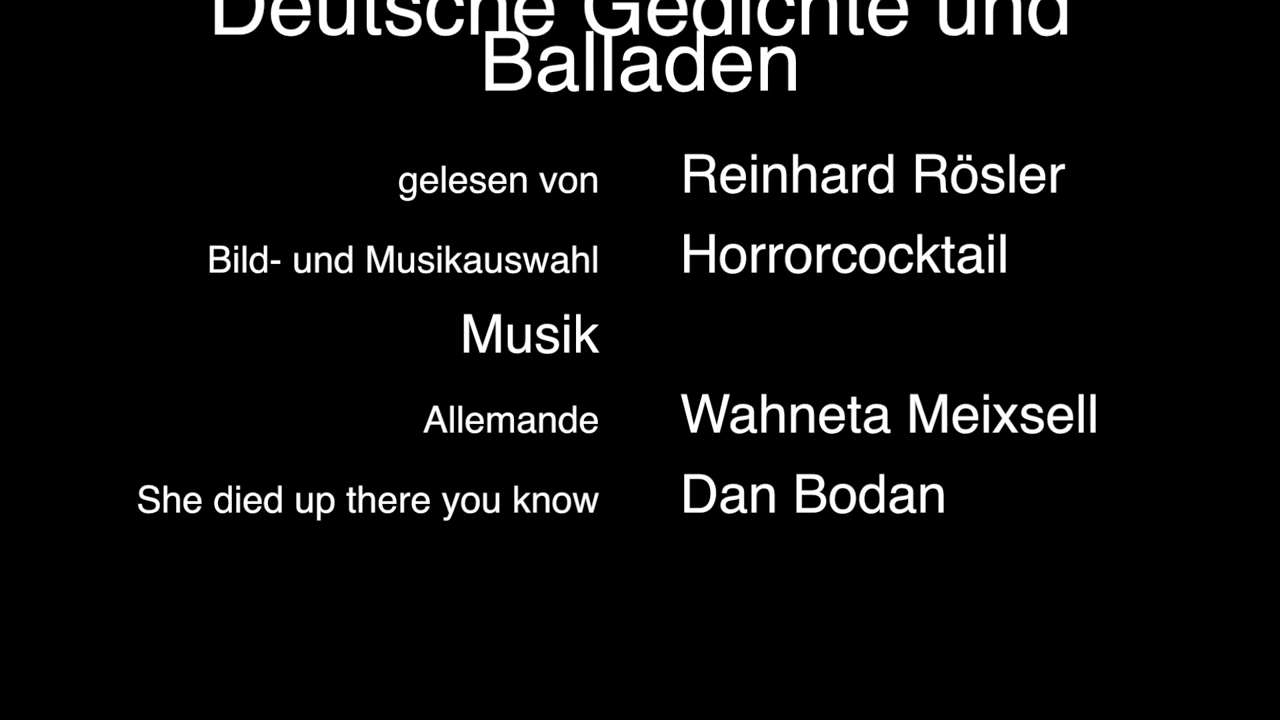 Deutsche Gedichte und
Balladen
gelesen von Reinhard Rösler
Bild- und Musikauswahl Horrorcocktail
Musik
Allemande Wahneta Meixsell
She died up there you know Dan Bodan